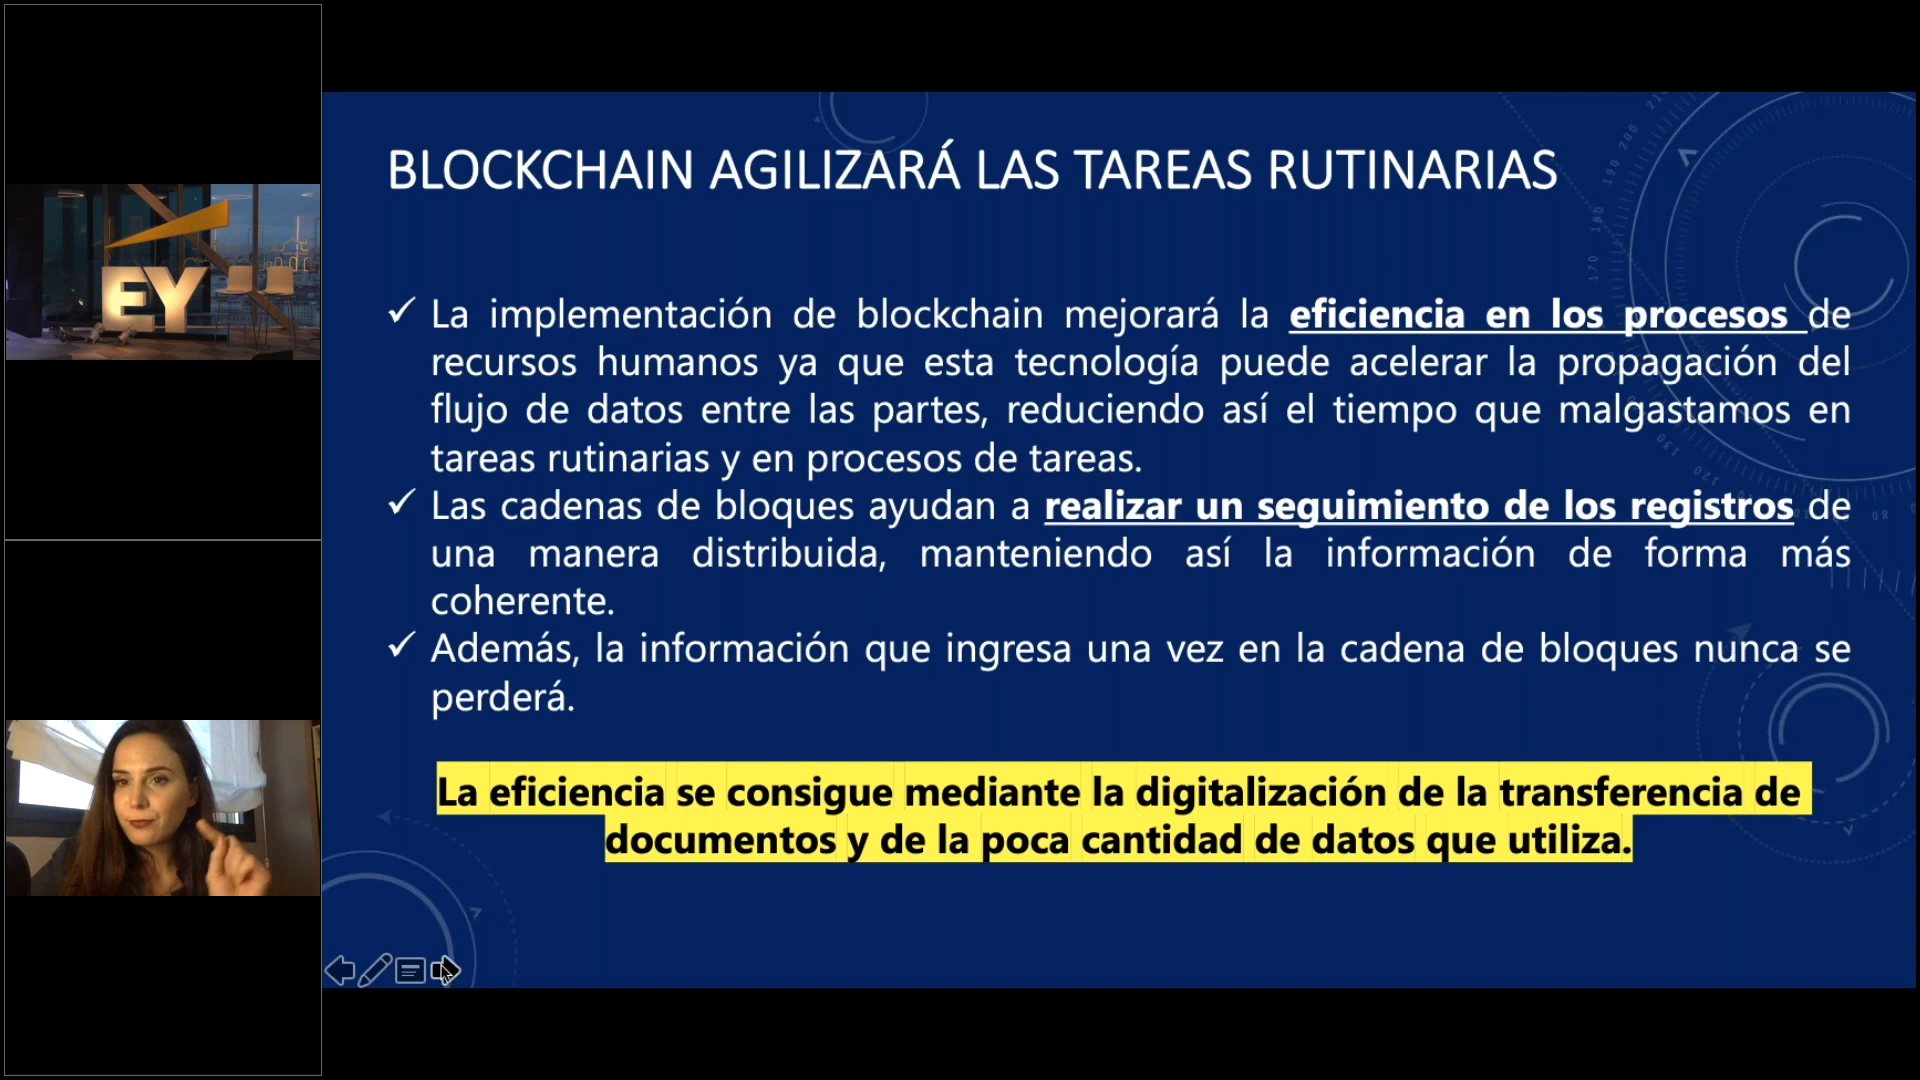 EY
BLOCKCHAIN AGILIZARÁ LAS TAREAS RUTINARIAS
La implementación de blockchain mejorará la eficiencia en los procesos de
recursos humanos ya que esta tecnología puede acelerar la propagación del
flujo de datos entre las partes, reduciendo así el tiempo que malgastamos en
tareas rutinarias y en procesos de tareas.
Las cadenas de bloques ayudan a realizar un seguimiento de los registros de
una manera distribuida, manteniendo así la información de forma más
coherente.
Además, la información que ingresa una vez en la cadena de bloques nunca se
perderá.
La eficiencia se consigue mediante la digitalización de la transferencia de
documentos y de la poca cantidad de datos que utiliza.